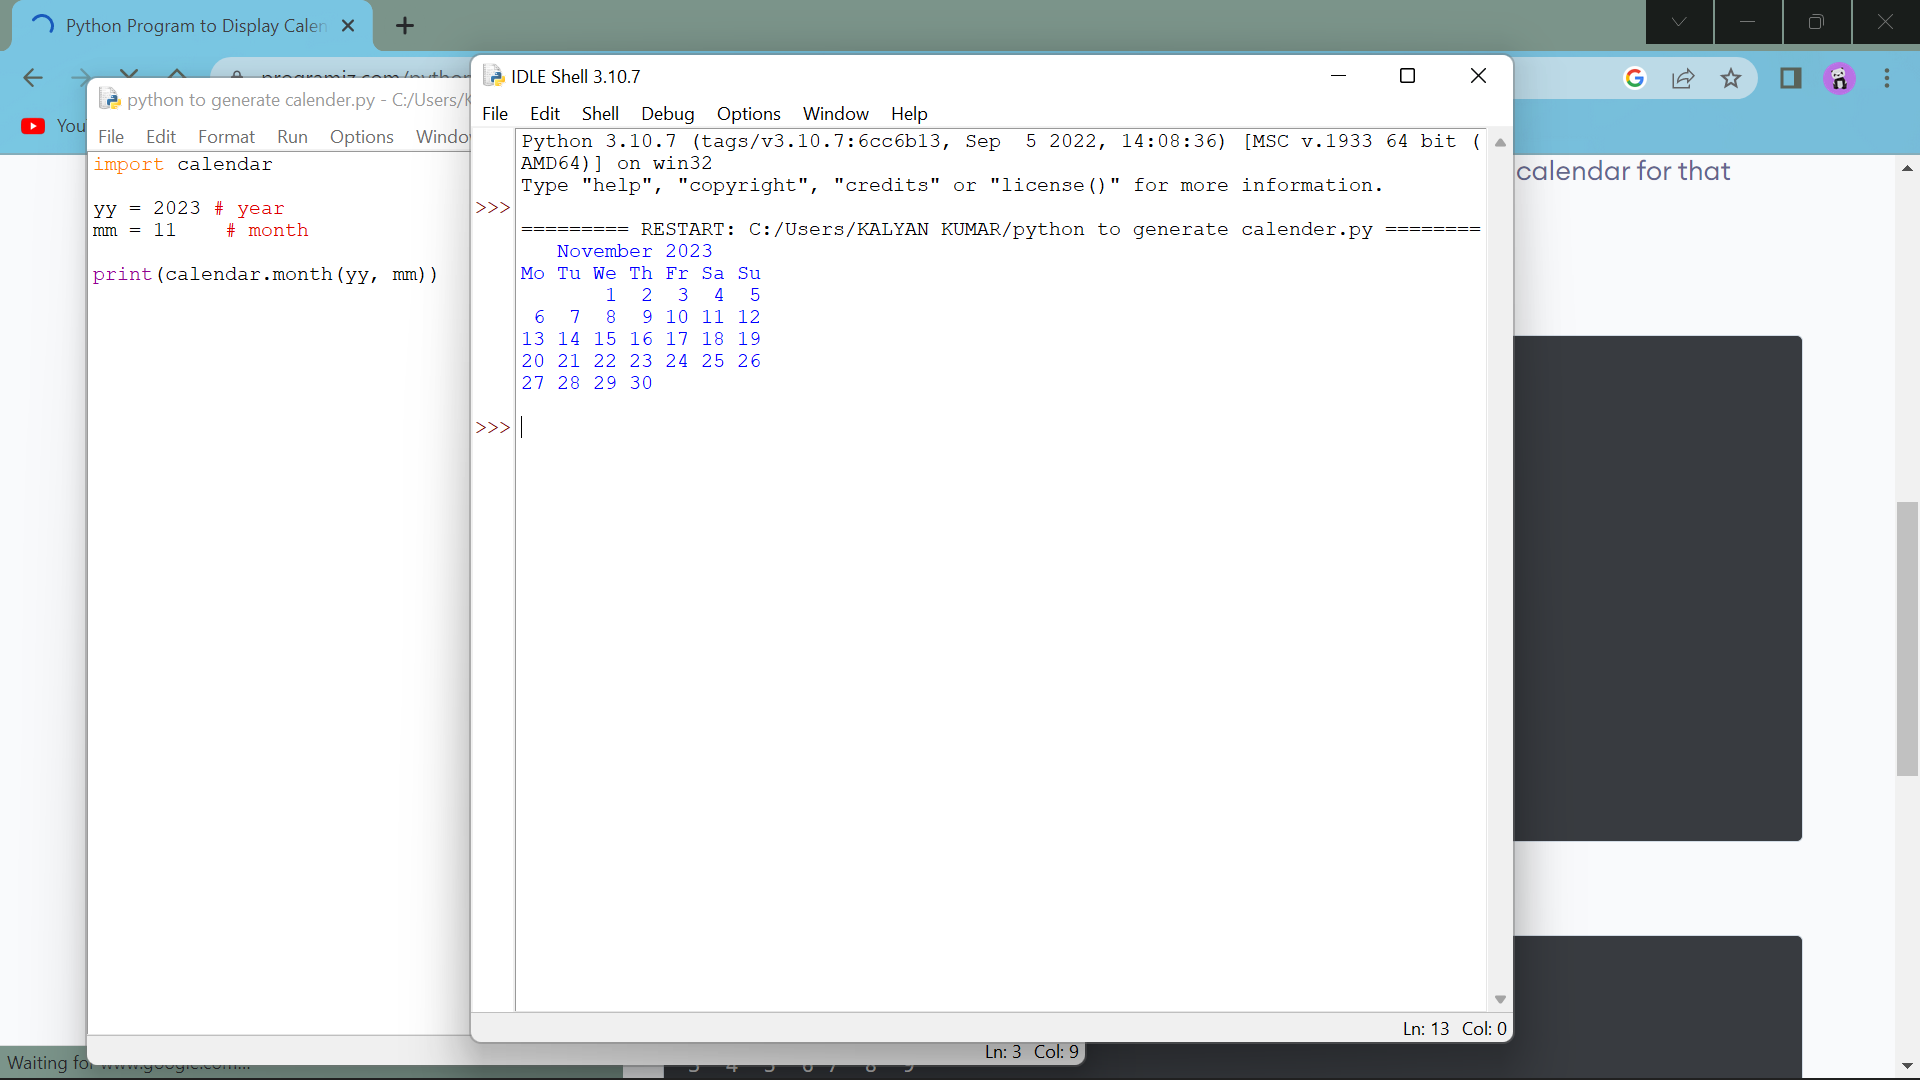 Python Program to Display Calen
You
calendar for that
python to generate calender.py - C:/Users/K
File Edit Format Run Options Windo
import calendar
yy = 2023 # year
mm = 11    # month
print(calendar.month(yy, mm))
IDLE Shell 3.10.7
File Edit Shell Debug Options Window Help
Python 3.10.7 (tags/v3.10.7:6cc6b13, Sep  5 2022, 14:08:36) [MSC v.1933 64 bit (
AMD64)] on win32
Type "help", "copyright", "credits" or "license()" for more information.
>>>
========= RESTART: C:/Users/KALYAN KUMAR/python to generate calender.py ========
   November 2023
Mo Tu We Th Fr Sa Su
       1  2  3  4  5
 6  7  8  9 10 11 12
13 14 15 16 17 18 19
20 21 22 23 24 25 26
27 28 29 30
>>>
Ln: 13 Col: 0
Ln: 3 Col: 9
Waiting for www.google.com...